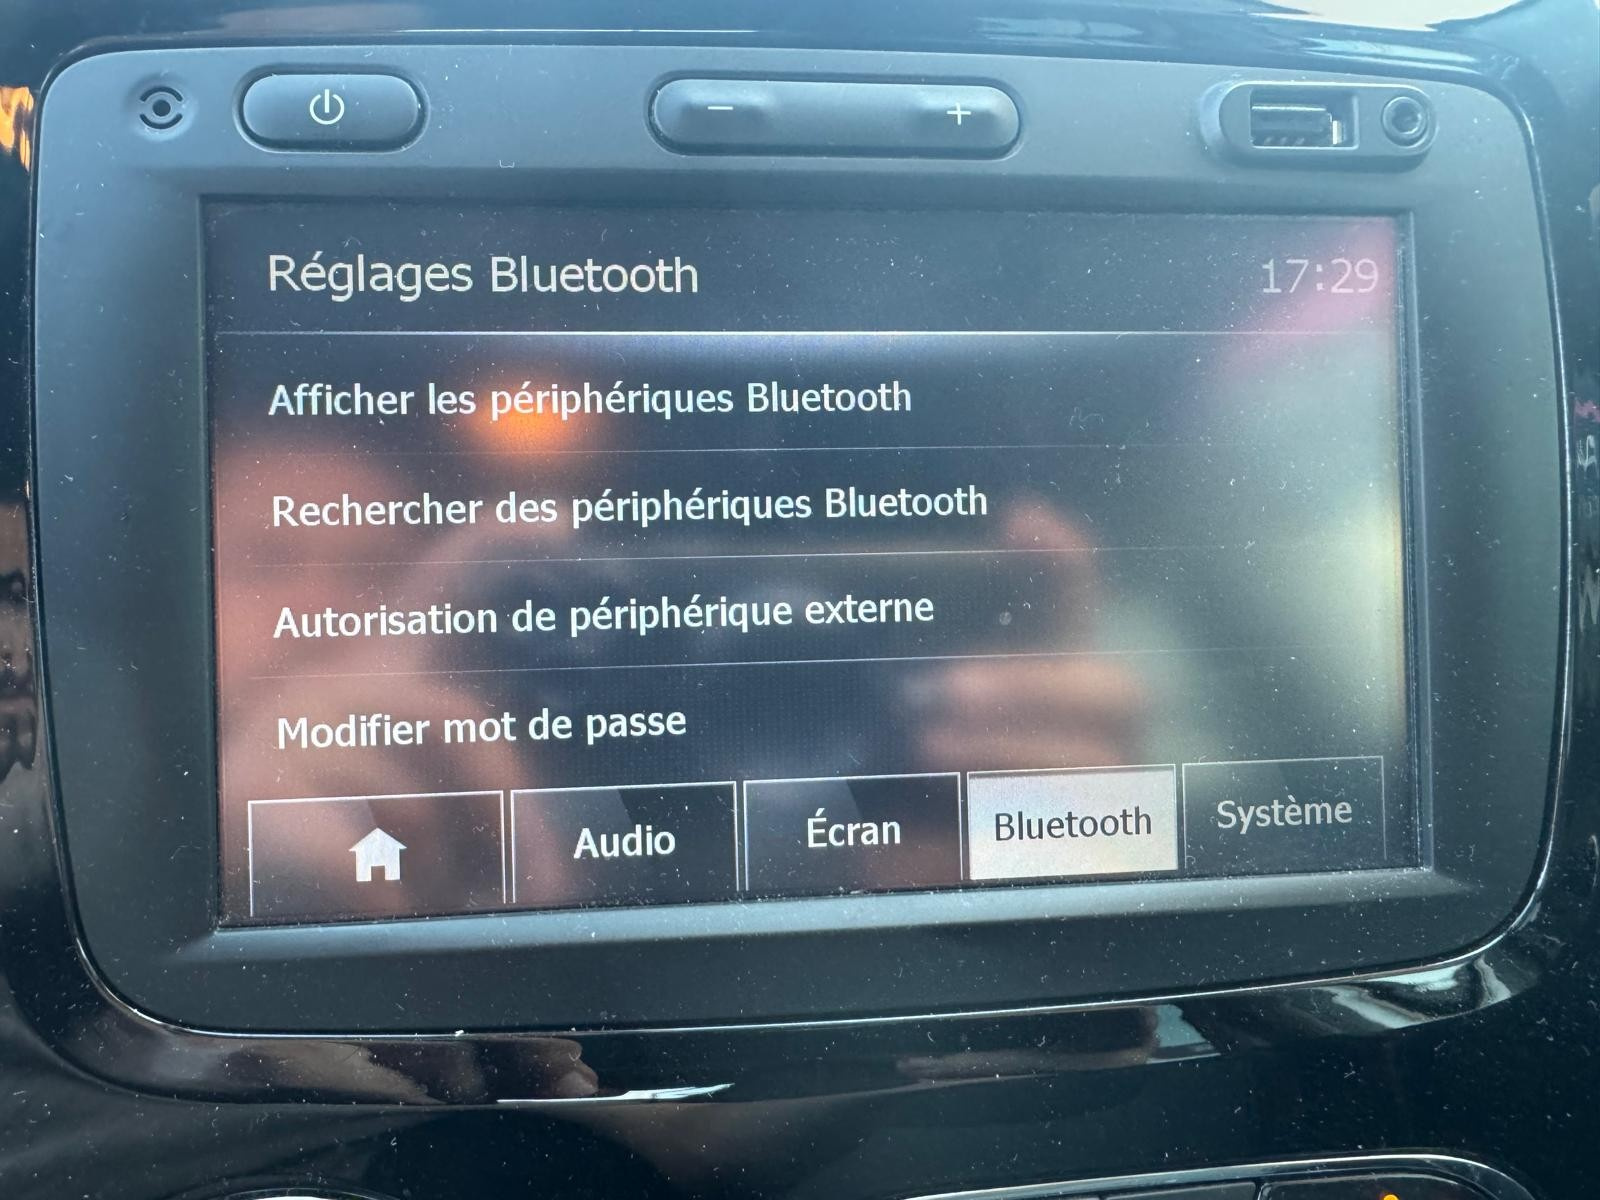 − +
Réglages Bluetooth 17:29
Afficher les périphériques Bluetooth
Rechercher des périphériques Bluetooth
Autorisation de périphérique externe
Modifier mot de passe
Audio Écran Bluetooth Système